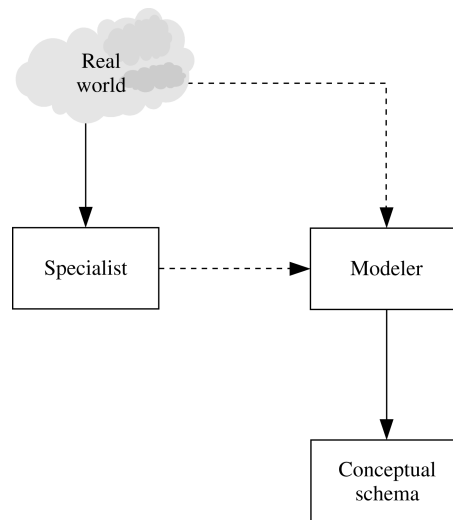 Real
world
Specialist
Modeler
Conceptual
schema